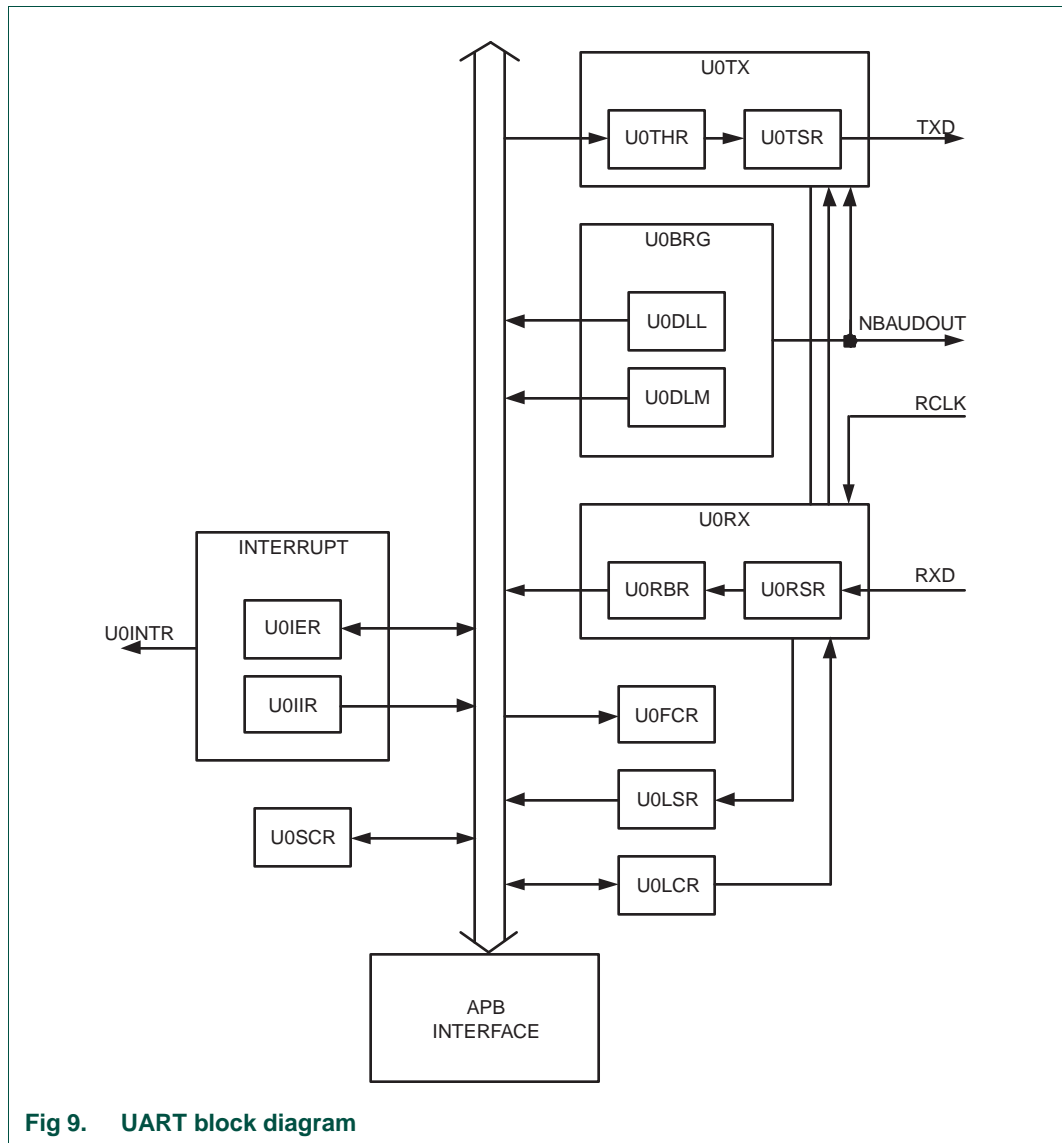 U0TX
U0THR
U0TSR
TXD
U0BRG
U0DLL
NBAUDOUT
U0DLM
RCLK
U0RX
INTERRUPT
U0RBR
U0RSR
RXD
U0INTR
U0IER
U0IIR
U0FCR
U0LSR
U0SCR
U0LCR
APB
INTERFACE
Fig 9. UART block diagram